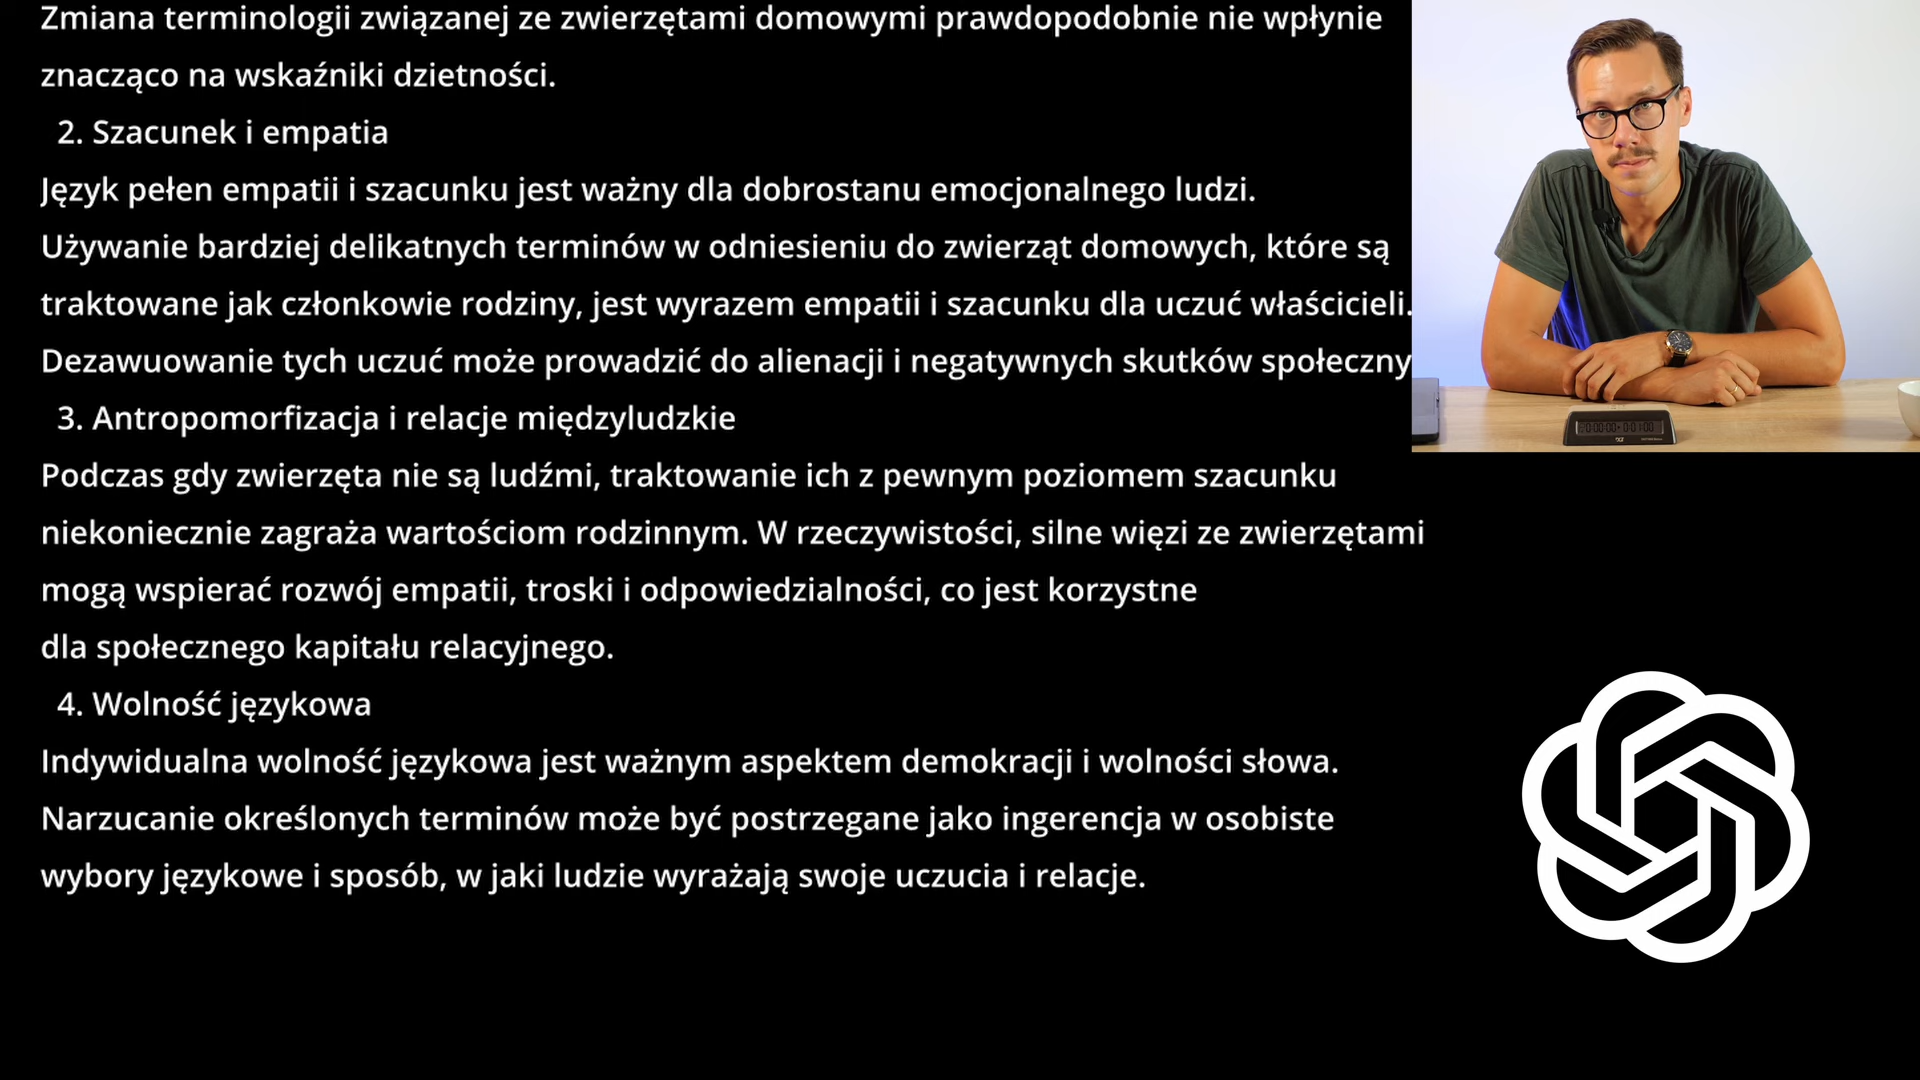 Zmiana terminologii związanej ze zwierzętami domowymi prawdopodobnie nie wpłynie
znacząco na wskaźniki dzietności.
2. Szacunek i empatia
Język pełen empatii i szacunku jest ważny dla dobrostanu emocjonalnego ludzi.
Używanie bardziej delikatnych terminów w odniesieniu do zwierząt domowych, które są
traktowane jak członkowie rodziny, jest wyrazem empatii i szacunku dla uczuć właścicieli.
Dezawuowanie tych uczuć może prowadzić do alienacji i negatywnych skutków społeczny
3. Antropomorfizacja i relacje międzyludzkie
Podczas gdy zwierzęta nie są ludźmi, traktowanie ich z pewnym poziomem szacunku
niekoniecznie zagraża wartościom rodzinnym. W rzeczywistości, silne więzi ze zwierzętami
mogą wspierać rozwój empatii, troski i odpowiedzialności, co jest korzystne
dla społecznego kapitału relacyjnego.
4. Wolność językowa
Indywidualna wolność językowa jest ważnym aspektem demokracji i wolności słowa.
Narzucanie określonych terminów może być postrzegane jako ingerencja w osobiste
wybory językowe i sposób, w jaki ludzie wyrażają swoje uczucia i relacje.